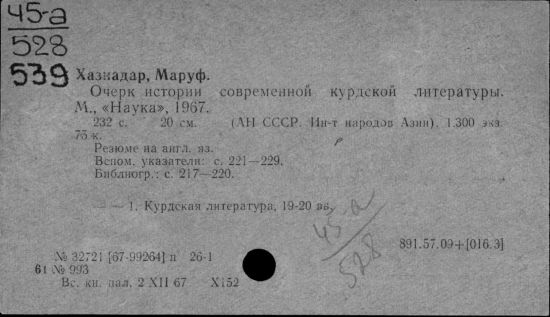 45-а
528
539
Хазнадар, Маруф.
Очерк истории современной курдской литературы.
М., «Наука», 1967.
232 с. 20 см. (АН СССР. Ин-т народов Азии). 1.300 экз.
75 к.
Резюме на англ. яз.
Вспом. указатели: с. 221—229.
Библиогр.: с. 217—220.
— — 1. Курдская литература, 19-20 вв.
45-а
528
891.57.09+[016.3]
№ 32721 [67-99264] п 26-1
61 № 993
Вс. кн. пал. 2 XII 67 Х152